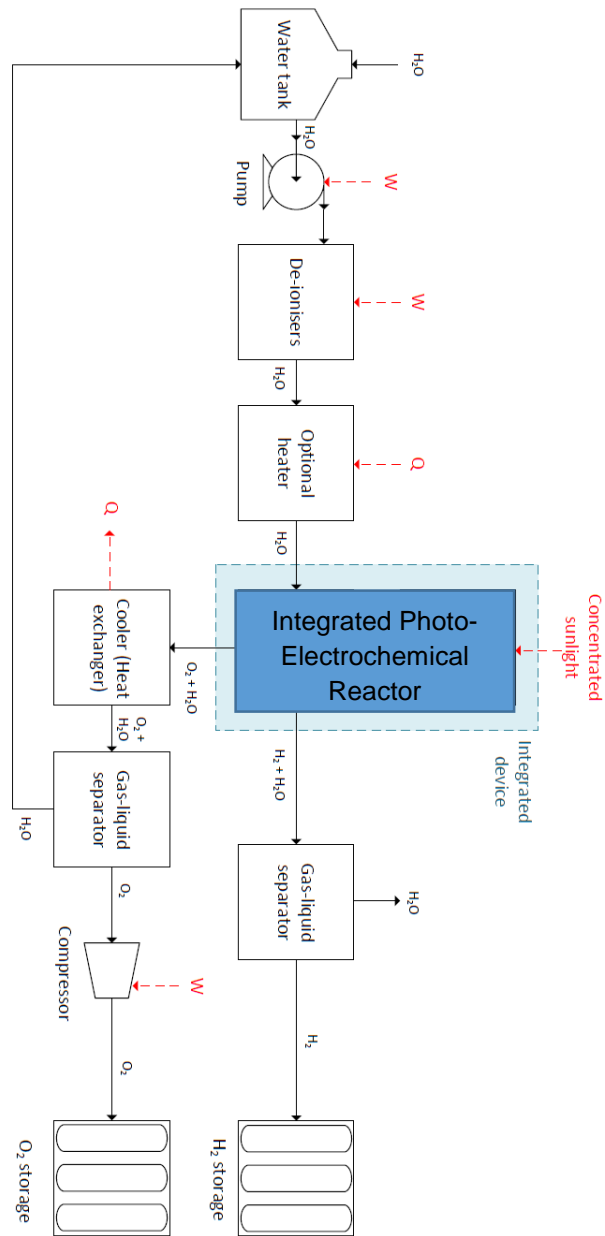 H₂O
Water tank
H₂O
Pump
W
De-ionisers
W
H₂O
Optional
heater
Q
H₂O
Concentrated
sunlight
Integrated Photo-
Electrochemical
Reactor
Integrated
device
O₂ + H₂O
Cooler (Heat
exchanger)
Q
O₂ +
H₂O
Gas-liquid
separator
H₂O
O₂
Compressor
W
O₂
O₂ storage
H₂ + H₂O
Gas-liquid
separator
H₂O
H₂
H₂ storage